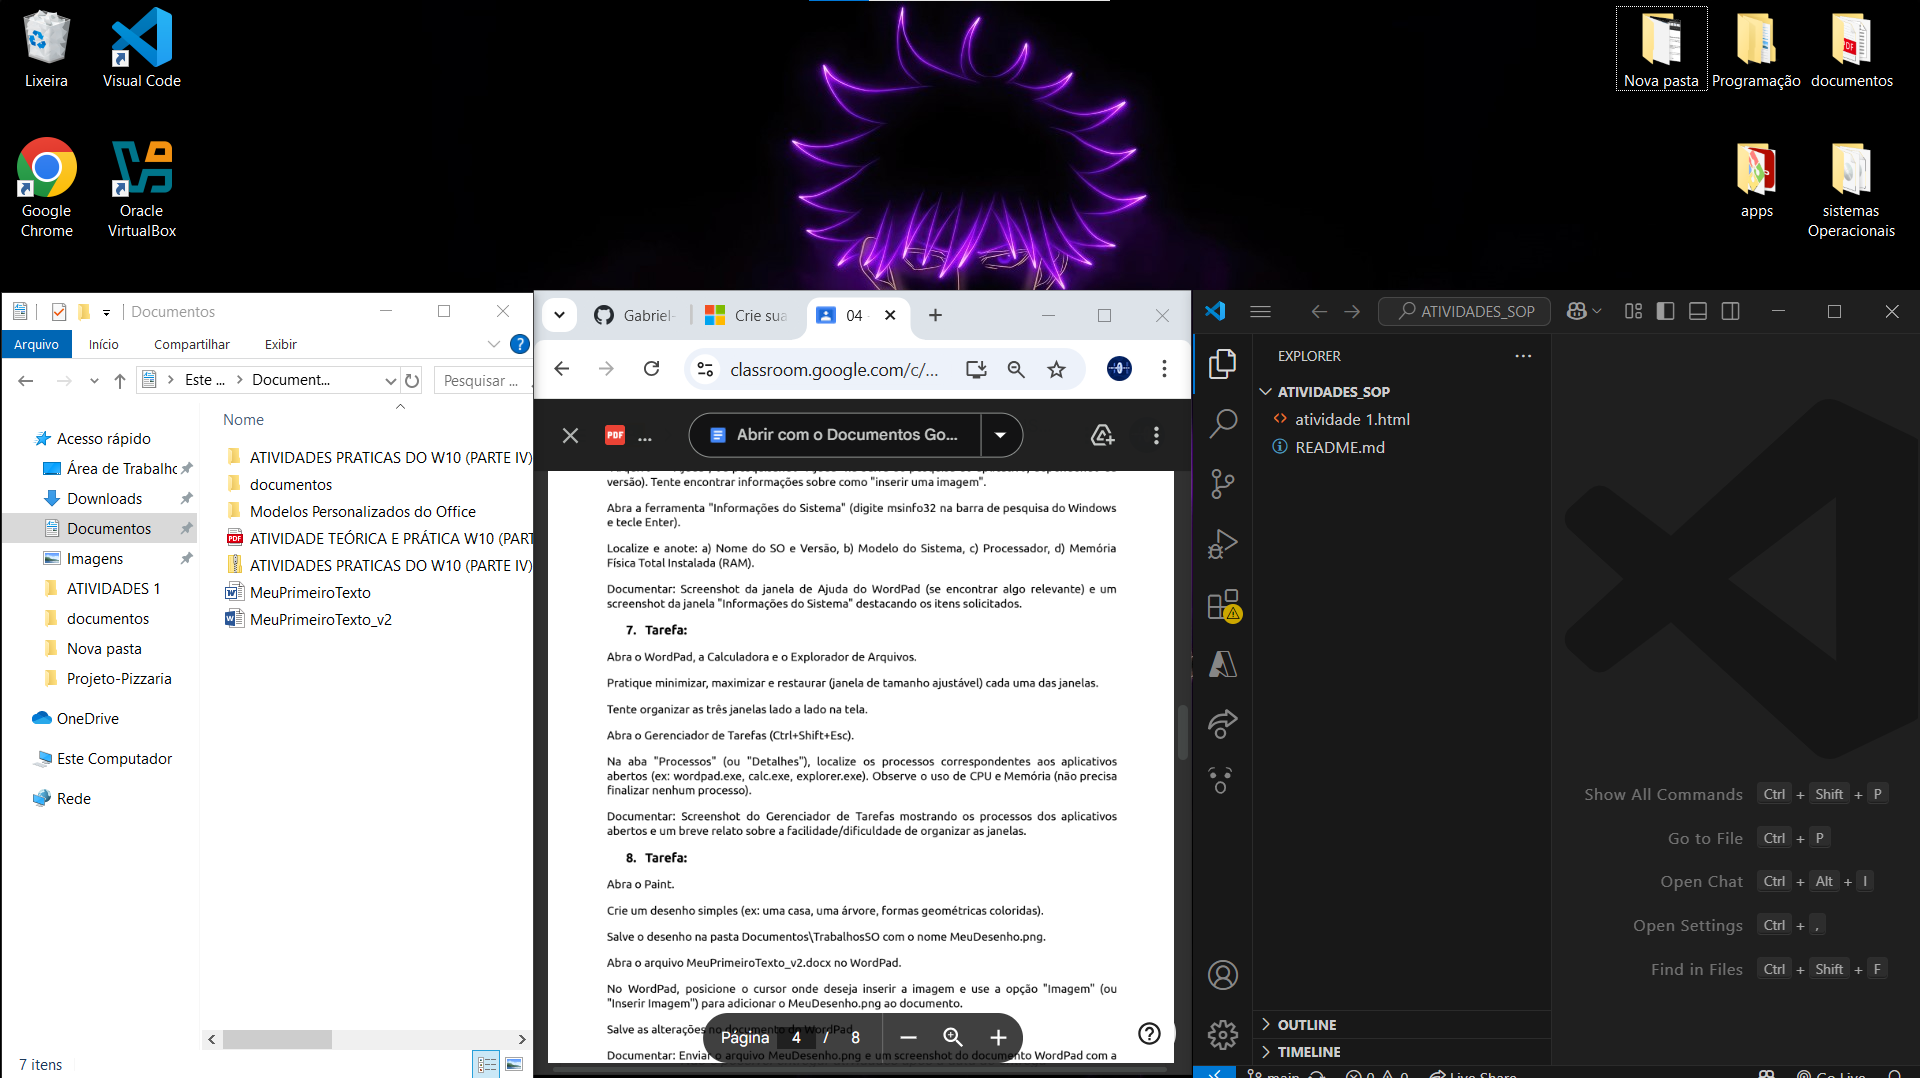 Lixeira
Visual Code
Google
Chrome
Oracle
VirtualBox
Nova pasta
Programação
documentos
apps
sistemas
Operacionais
Documentos
Arquivo
Início
Compartilhar
Exibir
Este ...
Document...
Pesquisar ...
Nome
Acesso rápido
Área de Trabalho
Downloads
Documentos
Imagens
ATIVIDADES 1
documentos
Nova pasta
Projeto-Pizzaria
OneDrive
Este Computador
Rede
ATIVIDADES PRATICAS DO W10 (PARTE IV)
documentos
Modelos Personalizados do Office
ATIVIDADE TEÓRICA E PRÁTICA W10 (PART
ATIVIDADES PRATICAS DO W10 (PARTE IV)
MeuPrimeiroTexto
MeuPrimeiroTexto_v2
7 itens
Gabriel-
Crie sua
04
classroom.google.com/c/...
PDF
...
Abrir com o Documentos Go...
versão). Tente encontrar informações sobre como "inserir uma imagem".
Abra a ferramenta "Informações do Sistema" (digite msinfo32 na barra de pesquisa do Windows
e tecle Enter).
Localize e anote: a) Nome do SO e Versão, b) Modelo do Sistema, c) Processador, d) Memória
Física Total Instalada (RAM).
Documentar: Screenshot da janela de Ajuda do WordPad (se encontrar algo relevante) e um
screenshot da janela "Informações do Sistema" destacando os itens solicitados.
7. Tarefa:
Abra o WordPad, a Calculadora e o Explorador de Arquivos.
Pratique minimizar, maximizar e restaurar (janela de tamanho ajustável) cada uma das janelas.
Tente organizar as três janelas lado a lado na tela.
Abra o Gerenciador de Tarefas (Ctrl+Shift+Esc).
Na aba "Processos" (ou "Detalhes"), localize os processos correspondentes aos aplicativos
abertos (ex: wordpad.exe, calc.exe, explorer.exe). Observe o uso de CPU e Memória (não precisa
finalizar nenhum processo).
Documentar: Screenshot do Gerenciador de Tarefas mostrando os processos dos aplicativos
abertos e um breve relato sobre a facilidade/dificuldade de organizar as janelas.
8. Tarefa:
Abra o Paint.
Crie um desenho simples (ex: uma casa, uma árvore, formas geométricas coloridas).
Salve o desenho na pasta Documentos\TrabalhosSO com o nome MeuDesenho.png.
Abra o arquivo MeuPrimeiroTexto_v2.docx no WordPad.
No WordPad, posicione o cursor onde deseja inserir a imagem e use a opção "Imagem" (ou
"Inserir Imagem") para adicionar o MeuDesenho.png ao documento.
Salve as alterações no documento do WordPad
Documentar: Enviar o arquivo MeuDesenho.png e um screenshot do documento WordPad com a
Página 4 / 8
ATIVIDADES_SOP
EXPLORER
ATIVIDADES_SOP
atividade 1.html
README.md
Show All Commands Ctrl + Shift + P
Go to File Ctrl + P
Open Chat Ctrl + Alt + I
Open Settings Ctrl + ,
Find in Files Ctrl + Shift + F
OUTLINE
TIMELINE
main
0 0
Live Share
Go Live